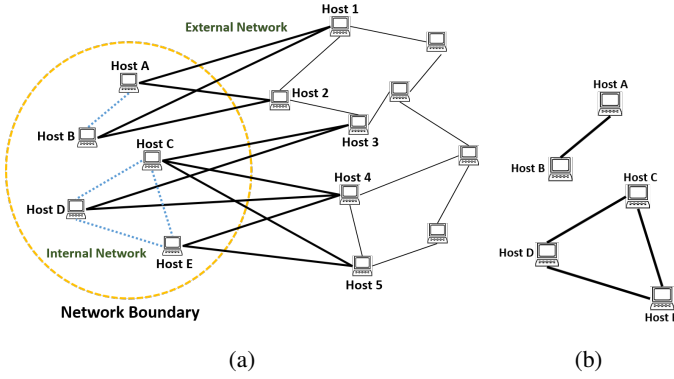 Host 1
External Network
Host A
Host A
Host 2
Host B
Host C
Host 3
Host B
Host C
Host 4
Host D
Host D
Internal Network
Host E
Host 5
Network Boundary
(a)
(b)